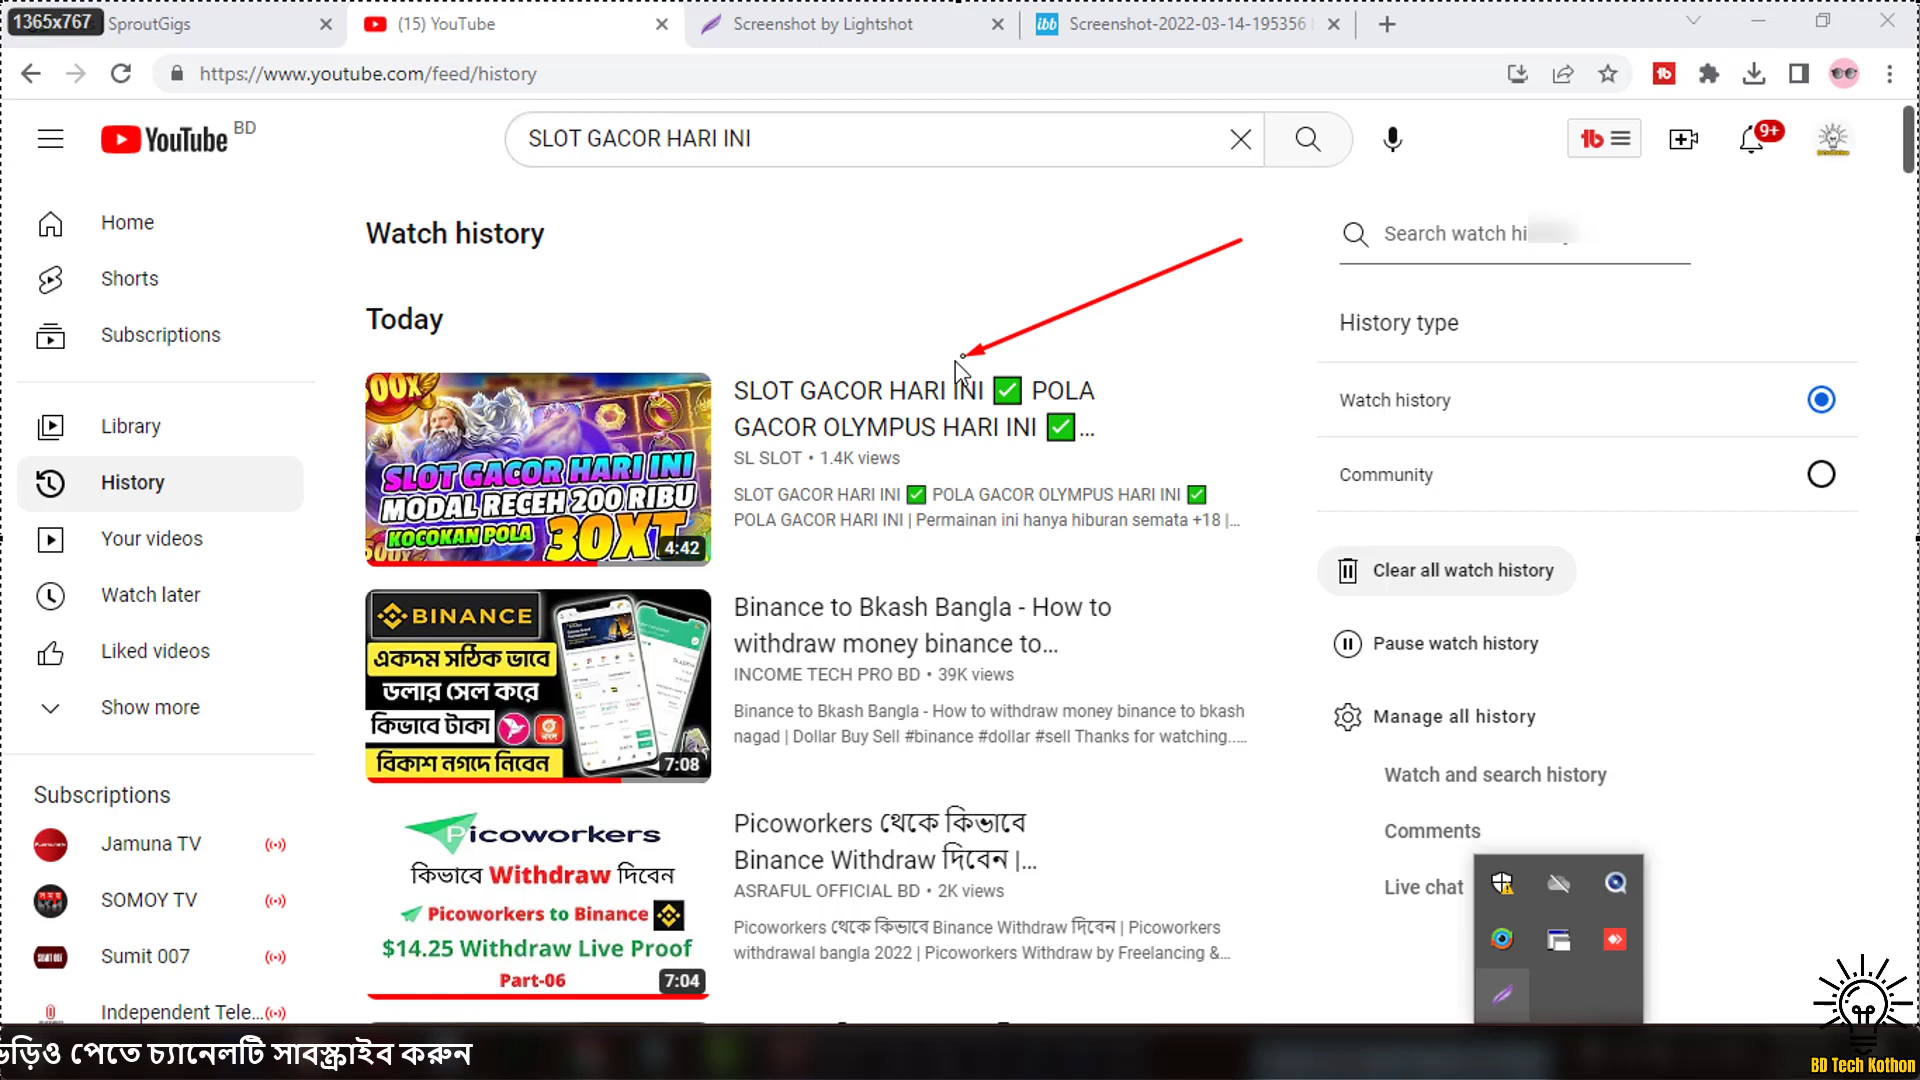 1365x767
SproutGigs
(15) YouTube
Screenshot by Lightshot
ibb
Screenshot-2022-03-14-195356
https://www.youtube.com/feed/history
YouTube BD
SLOT GACOR HARI INI
9+
Home
Shorts
Subscriptions
Library
History
Your videos
Watch later
Liked videos
Show more
Subscriptions
Jamuna TV
SOMOY TV
Sumit 007
Independent Tele...
Watch history
Today
500X
SLOT GACOR HARI INI
MODAL RECEH 200 RIBU
KOCOKAN POLA
30XT
4:42
SLOT GACOR HARI INI ✅ POLA
GACOR OLYMPUS HARI INI ✅...
SL SLOT • 1.4K views
SLOT GACOR HARI INI ✅ POLA GACOR OLYMPUS HARI INI ✅
POLA GACOR HARI INI | Permainan ini hanya hiburan semata +18 |...
BINANCE
একদম সঠিক ভাবে
ডলার সেল করে
কিভাবে টাকা
বিকাশ নগদে নিবেন
7:08
Binance to Bkash Bangla - How to
withdraw money binance to...
INCOME TECH PRO BD • 39K views
Binance to Bkash Bangla - How to withdraw money binance to bkash
nagad | Dollar Buy Sell #binance #dollar #sell Thanks for watching....
Picoworkers
কিভাবে Withdraw দিবেন
Picoworkers to Binance
$14.25 Withdraw Live Proof
Part-06
7:04
Picoworkers থেকে কিভাবে
Binance Withdraw দিবেন |...
ASRAFUL OFFICIAL BD • 2K views
Picoworkers থেকে কিভাবে Binance Withdraw দিবেন | Picoworkers
withdrawal bangla 2022 | Picoworkers Withdraw by Freelancing &...
Search watch hi
History type
Watch history
Community
Clear all watch history
Pause watch history
Manage all history
Watch and search history
Comments
Live chat
পেতে চ্যানেলটি সাবস্ক্রাইব করুন
BD Tech Kothon